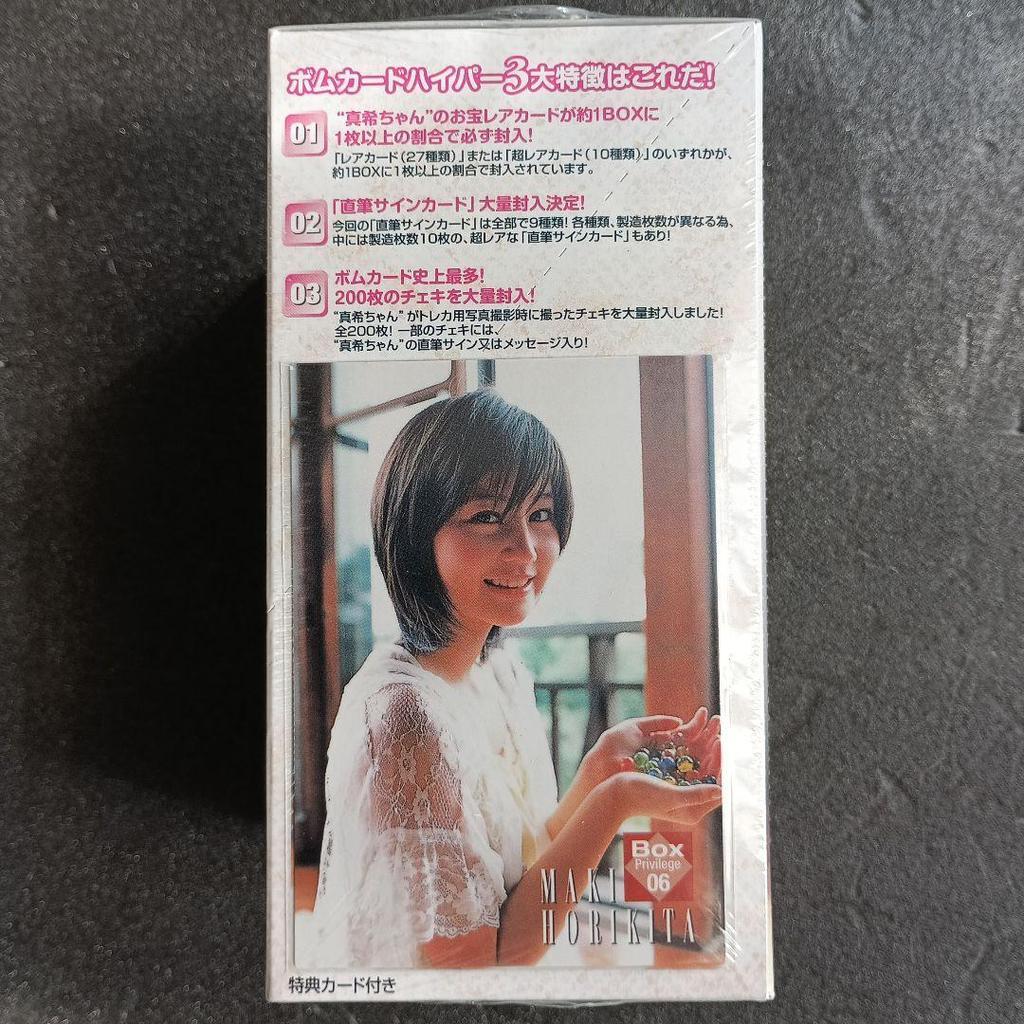 ボムカードハイパー3大特徴はこれだ!
01
"真希ちゃん"のお宝レアカードが約1BOXに
1枚以上の割合で必ず封入!
「レアカード(27種類)」または「超レアカード(10種類)」のいずれかが、
約1BOXに1枚以上の割合で封入されています。
02
「直筆サインカード」大量封入決定!
今回の「直筆サインカード」は全部で9種類! 各種類、製造枚数が異なる為、
中には製造枚数10枚の、超レアな「直筆サインカード」もあり!
03
ボムカード史上最多!
200枚のチェキを大量封入!
"真希ちゃん"がトレカ用写真撮影時に撮ったチェキを大量封入しました!
全200枚! 一部のチェキには、
"真希ちゃん"の直筆サイン又はメッセージ入り!
Box
Privilege
06
MAKI
HORIKITA
特典カード付き